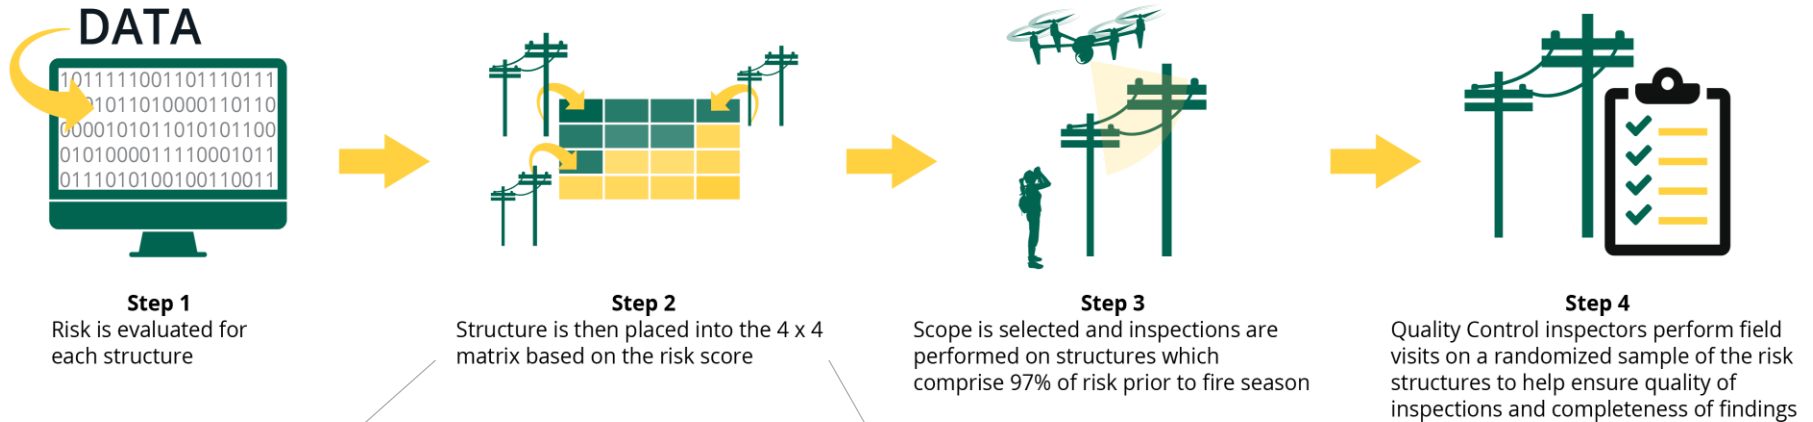 DATA
1011111001101110111
01011010000110110
0000101011010101100
0101000011110001011
0111010100100110011
Step 1
Risk is evaluated for
each structure
Step 2
Structure is then placed into the 4 x 4
matrix based on the risk score
Step 3
Scope is selected and inspections are
performed on structures which
comprise 97% of risk prior to fire season
Step 4
Quality Control inspectors perform field
visits on a randomized sample of the risk
structures to help ensure quality of
inspections and completeness of findings